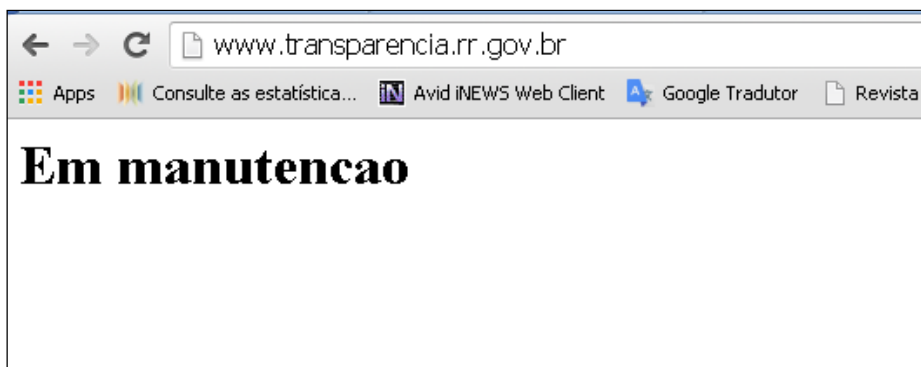 www.transparencia.rr.gov.br
Apps Consulte as estatística... Avid iNEWS Web Client Google Tradutor Revista
Em manutencao